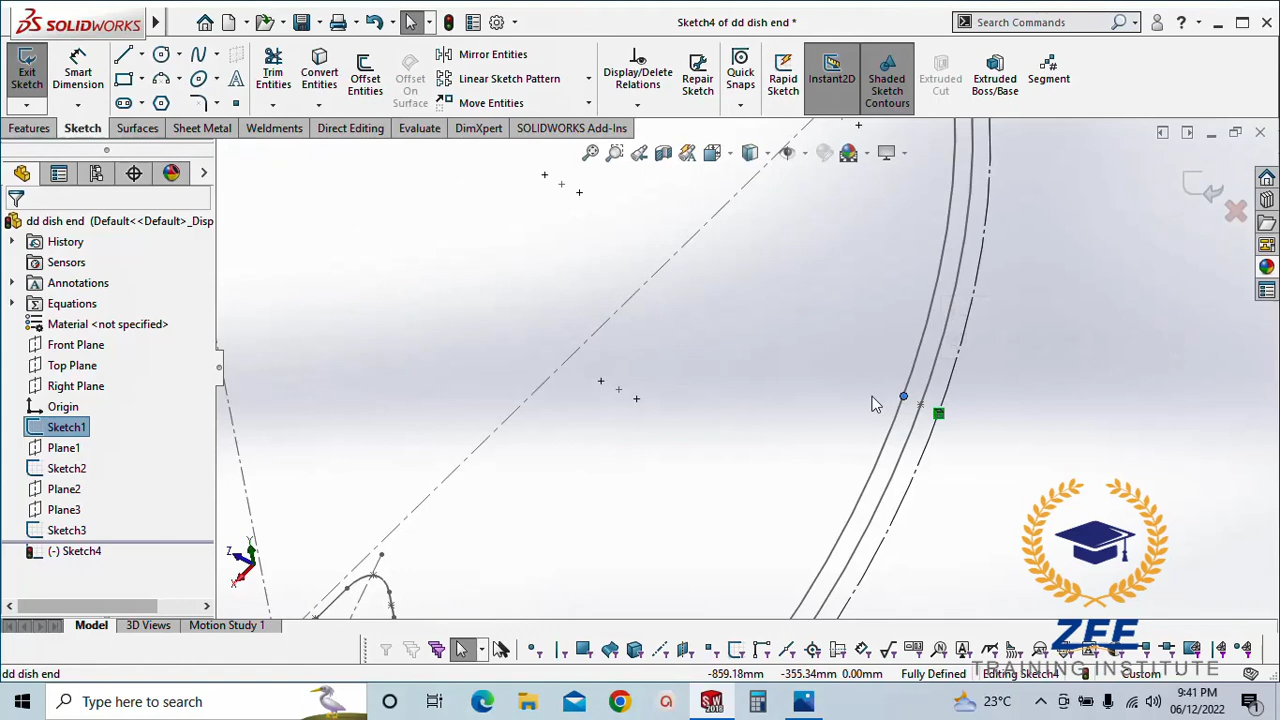 SOLIDWORKS
Sketch4 of dd dish end *
Search Commands
Exit Sketch
Smart Dimension
Trim Entities
Convert Entities
Offset Entities
Offset On Surface
Mirror Entities
Linear Sketch Pattern
Move Entities
Display/Delete Relations
Repair Sketch
Quick Snaps
Rapid Sketch
Instant2D
Shaded Sketch Contours
Extruded Cut
Extruded Boss/Base
Segment
Features
Sketch
Surfaces
Sheet Metal
Weldments
Direct Editing
Evaluate
DimXpert
SOLIDWORKS Add-Ins
dd dish end (Default<<Default>_Disp
History
Sensors
Annotations
Equations
Material <not specified>
Front Plane
Top Plane
Right Plane
Origin
Sketch1
Plane1
Sketch2
Plane2
Plane3
Sketch3
(-) Sketch4
Y
Z
X
Model
3D Views
Motion Study 1
ZEE
TRAINING INSTITUTE
dd dish end
-859.18mm
-355.34mm
0.00mm
Fully Defined
Editing Sketch4
Custom
Type here to search
SW
2018
23°C
9:41 PM
06/12/2022